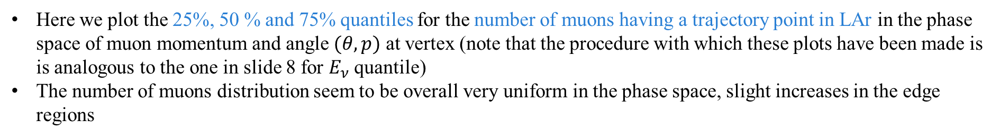 • Here we plot the 25%, 50 % and 75% quantiles for the number of muons having a trajectory point in LAr in the phase
space of muon momentum and angle (θ, p) at vertex (note that the procedure with which these plots have been made is
is analogous to the one in slide 8 for Eᵥ quantile)
• The number of muons distribution seem to be overall very uniform in the phase space, slight increases in the edge
regions